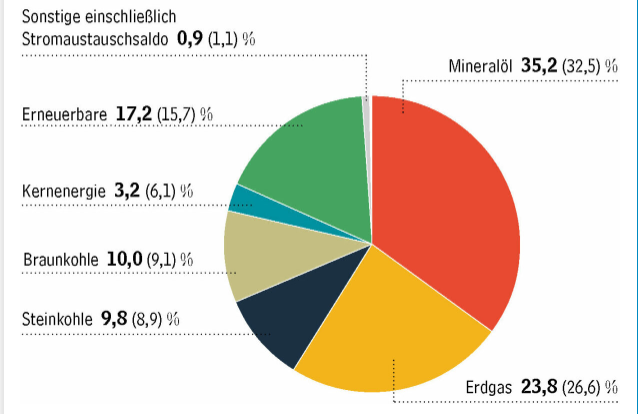 Sonstige einschließlich
Stromaustauschsaldo 0,9 (1,1) %
Mineralöl 35,2 (32,5) %
Erneuerbare 17,2 (15,7) %
Kernenergie 3,2 (6,1) %
Braunkohle 10,0 (9,1) %
Steinkohle 9,8 (8,9) %
Erdgas 23,8 (26,6) %